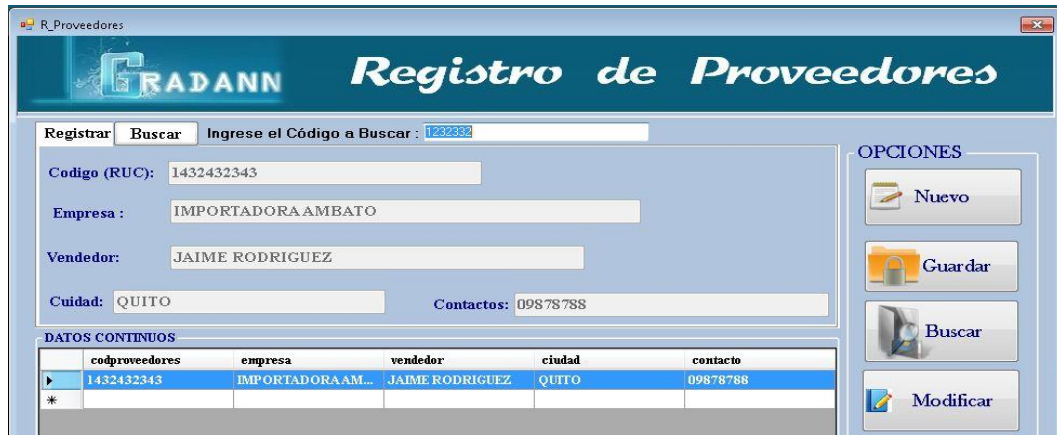 R_Proveedores
GRADANN
Registro de Proveedores
Registrar
Buscar
Ingrese el Código a Buscar : 1232332
Codigo (RUC): 1432432343
Empresa : IMPORTADORA AMBATO
Vendedor: JAIME RODRIGUEZ
Cuidad: QUITO
Contactos: 09878788
OPCIONES
Nuevo
Guardar
Buscar
Modificar
DATOS CONTINUOS
codproveedores empresa vendedor ciudad contacto
1432432343 IMPORTADORA AM... JAIME RODRIGUEZ QUITO 09878788